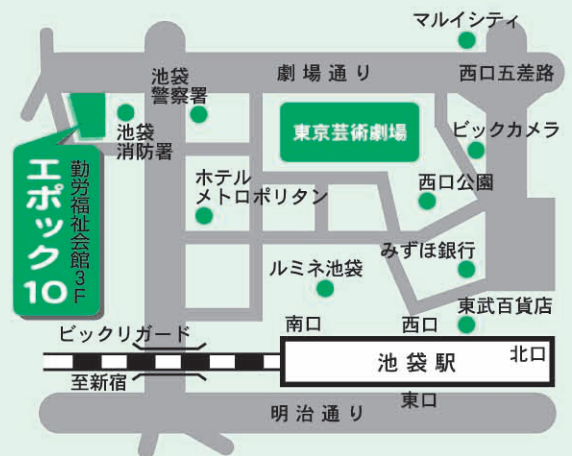 マルイシティ
劇場通り
西口五差路
池袋
警察署
池袋
消防署
東京芸術劇場
ビックカメラ
勤労福祉会館3F
エポック10
ホテル
メトロポリタン
西口公園
みずほ銀行
ルミネ池袋
東武百貨店
ビックリガード
南口
西口
北口
池袋駅
至新宿
東口
明治通り